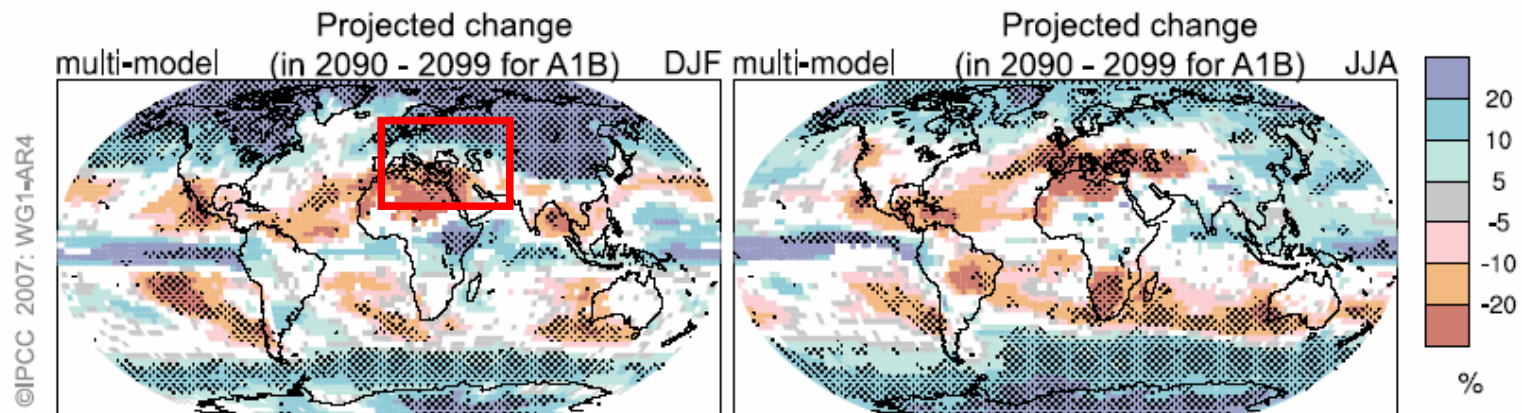 Projected change
multi-model (in 2090 - 2099 for A1B) DJF
Projected change
multi-model (in 2090 - 2099 for A1B) JJA
20
10
5
-5
-10
-20
%
©IPCC 2007: WG1-AR4